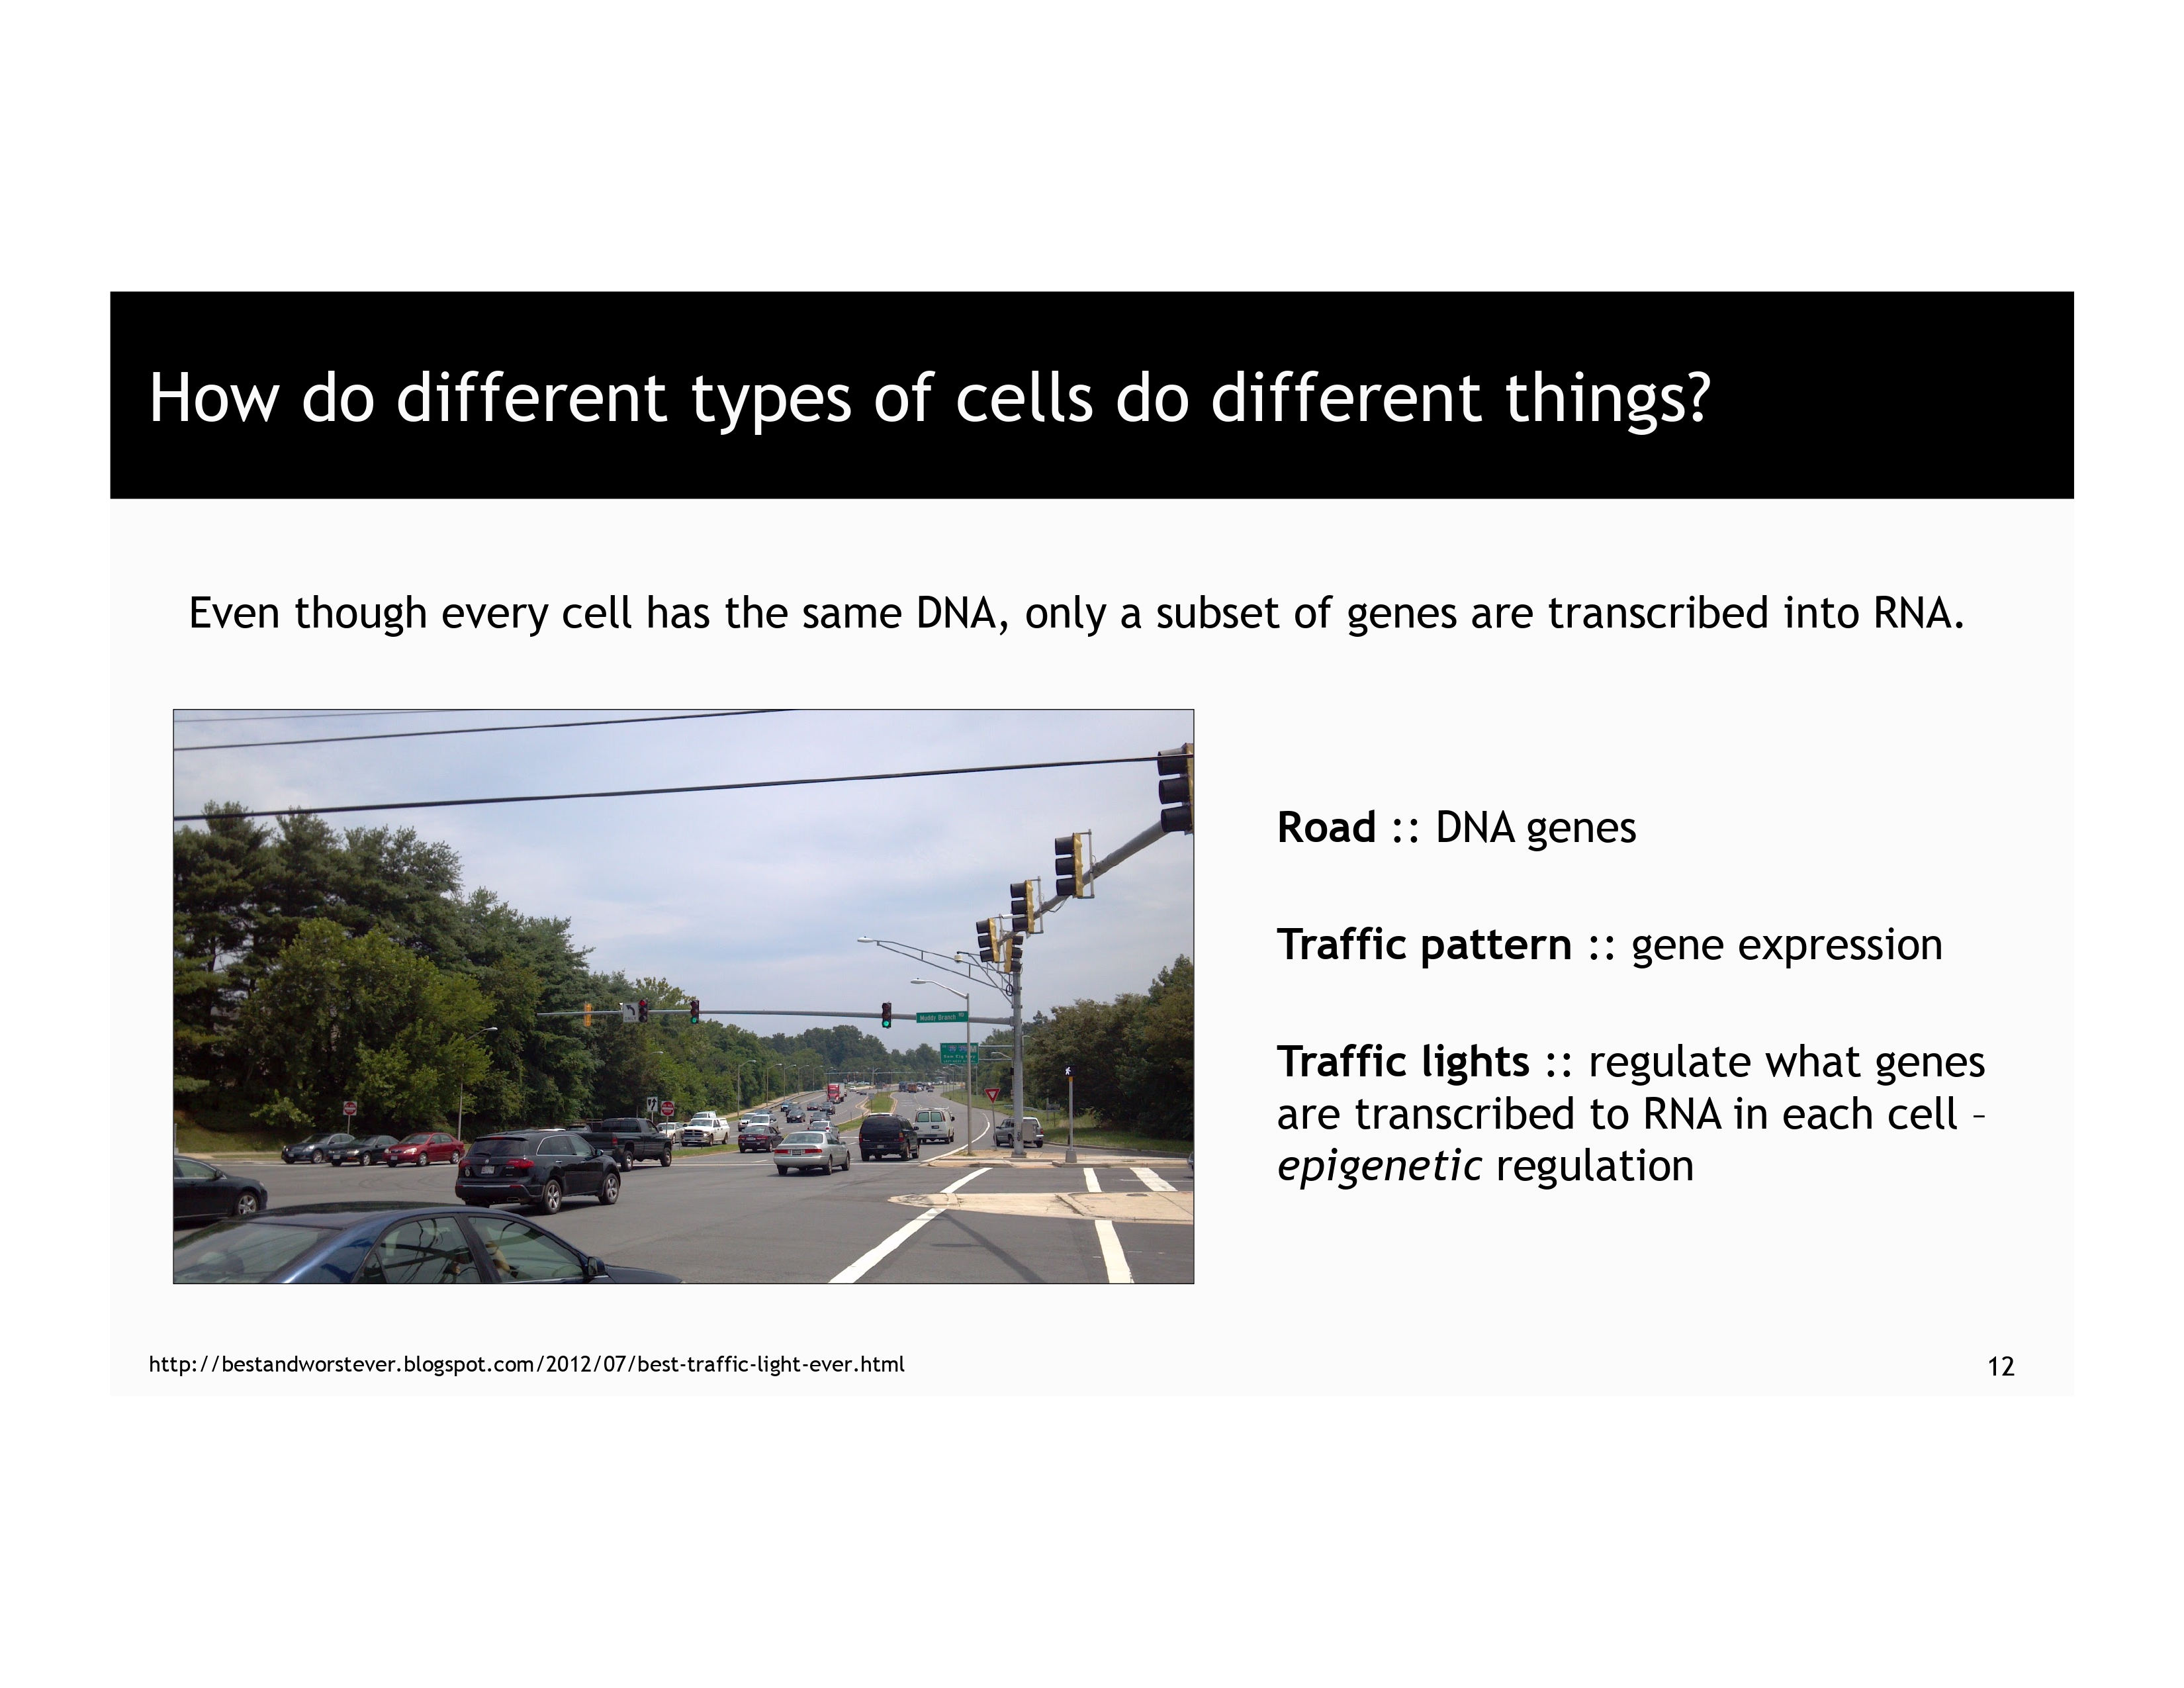 How do different types of cells do different things?
Even though every cell has the same DNA, only a subset of genes are transcribed into RNA.
Road :: DNA genes
Traffic pattern :: gene expression
Traffic lights :: regulate what genes
are transcribed to RNA in each cell –
epigenetic regulation
Muddy Branch
http://bestandworstever.blogspot.com/2012/07/best-traffic-light-ever.html
12